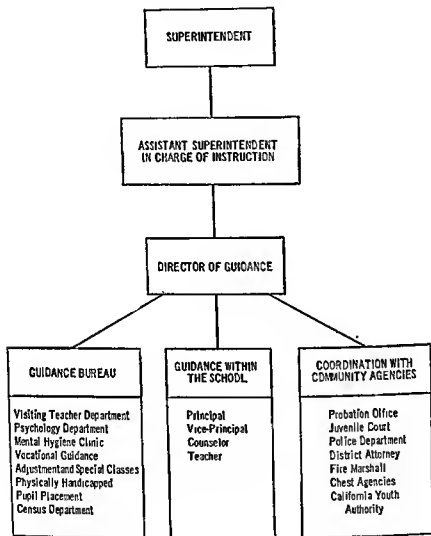 SUPERINTENDENT
ASSISTANT SUPERINTENDENT
IN CHARGE OF INSTRUCTION
DIRECTOR OF GUIDANCE
GUIDANCE BUREAU
Visiting Teacher Department
Psychology Department
Mental Hygiene Clinic
Vocational Guidance
Adjustment and Special Classes
Physically Handicapped
Pupil Placement
Census Department
GUIDANCE WITHIN
THE SCHOOL
Principal
Vice-Principal
Counselor
Teacher
COORDINATION WITH
COMMUNITY AGENCIES
Probation Office
Juvenile Court
Police Department
District Attorney
Fire Marshall
Chest Agencies
California Youth
Authority